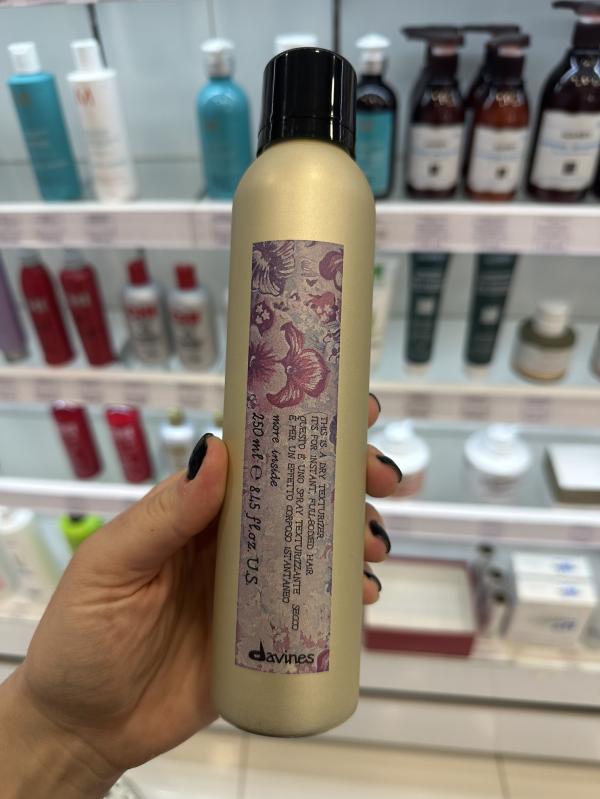 THIS IS A DRY TEXTURIZER
ITS FOR INSTANT, FULL-BODIED HAIR
QUESTO È UNO SPRAY TEXTURIZZANTE SECCO
È PER UN EFFETTO CORPOSO ISTANTANEO
more inside
250 ml ℮ 8.45 fl.oz U.S
davines